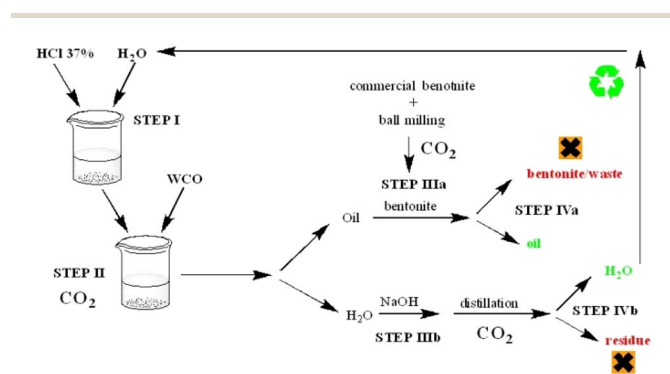 HCl 37% H₂O
STEP I
commercial benotnite
+
ball milling
CO₂
WCO
STEP IIIa
bentonite
Oil
bentonite/waste
STEP IVa
oil
STEP II
CO₂
H₂O
NaOH
STEP IIIb
distillation
CO₂
H₂O
STEP IVb
residue